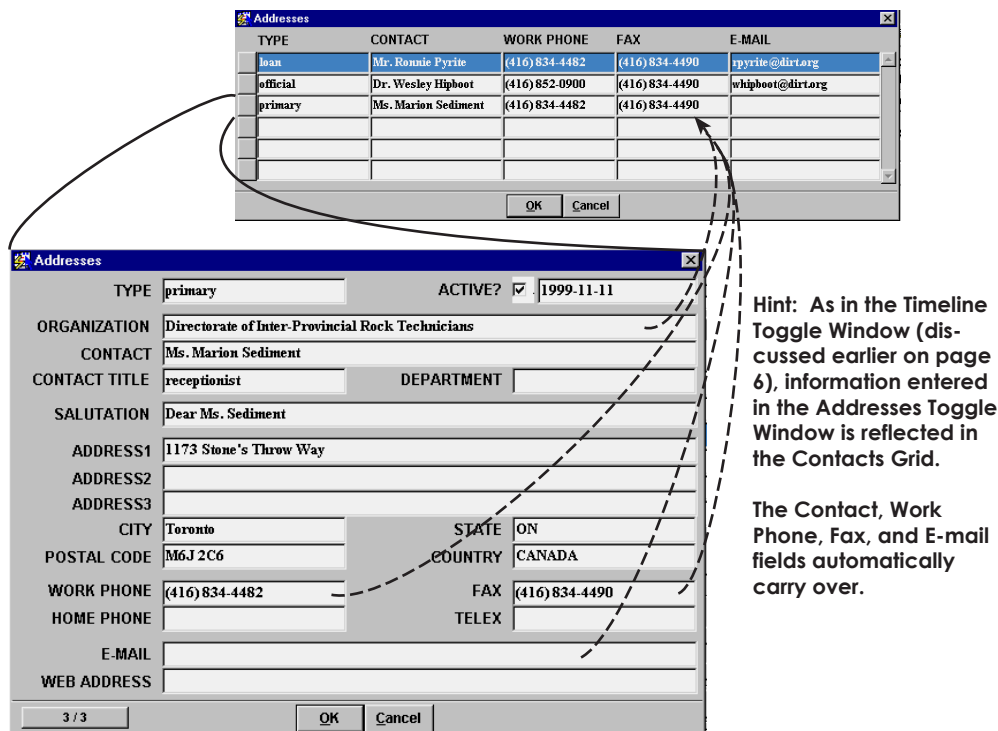 Addresses
TYPE CONTACT WORK PHONE FAX E-MAIL
loan Mr. Ronnie Pyrite (416) 834-4482 (416) 834-4490 rpyrite@dirt.org
official Dr. Wesley Hipboot (416) 852-0900 (416) 834-4490 whipboot@dirt.org
primary Ms. Marion Sediment (416) 834-4482 (416) 834-4490
OK Cancel
Addresses
TYPE primary ACTIVE? 1999-11-11
ORGANIZATION Directorate of Inter-Provincial Rock Technicians
CONTACT Ms. Marion Sediment
CONTACT TITLE receptionist DEPARTMENT
SALUTATION Dear Ms. Sediment
ADDRESS1 1173 Stone's Throw Way
ADDRESS2
ADDRESS3
CITY Toronto STATE ON
POSTAL CODE M6J 2C6 COUNTRY CANADA
WORK PHONE (416) 834-4482 FAX (416) 834-4490
HOME PHONE TELEX
E-MAIL
WEB ADDRESS
3 / 3 OK Cancel
Hint: As in the Timeline
Toggle Window (dis-
cussed earlier on page
6), information entered
in the Addresses Toggle
Window is reflected in
the Contacts Grid.
The Contact, Work
Phone, Fax, and E-mail
fields automatically
carry over.